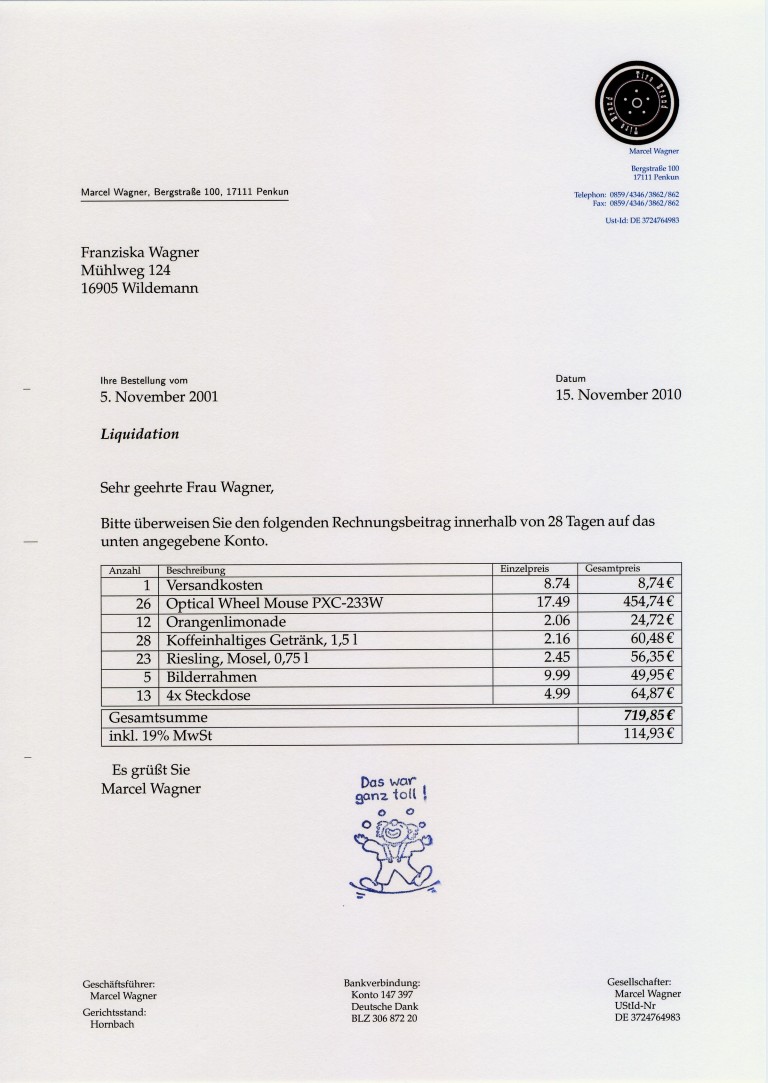 Tire Brand
Tire Brand
Marcel Wagner
Bergstraße 100
17111 Penkun
Telephon: 0859/4346/3862/862
Fax: 0859/4346/3862/862
Ust-Id: DE 3724764983
Marcel Wagner, Bergstraße 100, 17111 Penkun
Franziska Wagner
Mühlweg 124
16905 Wildemann
Ihre Bestellung vom
5. November 2001
Datum
15. November 2010
Liquidation
Sehr geehrte Frau Wagner,
Bitte überweisen Sie den folgenden Rechnungsbeitrag innerhalb von 28 Tagen auf das
unten angegebene Konto.
Anzahl Beschreibung Einzelpreis Gesamtpreis
1 Versandkosten 8.74 8,74 €
26 Optical Wheel Mouse PXC-233W 17.49 454,74 €
12 Orangenlimonade 2.06 24,72 €
28 Koffeinhaltiges Getränk, 1,5 l 2.16 60,48 €
23 Riesling, Mosel, 0,75 l 2.45 56,35 €
5 Bilderrahmen 9.99 49,95 €
13 4x Steckdose 4.99 64,87 €
Gesamtsumme 719,85 €
inkl. 19% MwSt 114,93 €
Es grüßt Sie
Marcel Wagner
Das war
ganz toll !
Geschäftsführer:
Marcel Wagner
Gerichtsstand:
Hornbach
Bankverbindung:
Konto 147 397
Deutsche Dank
BLZ 306 872 20
Gesellschafter:
Marcel Wagner
UStId-Nr
DE 3724764983